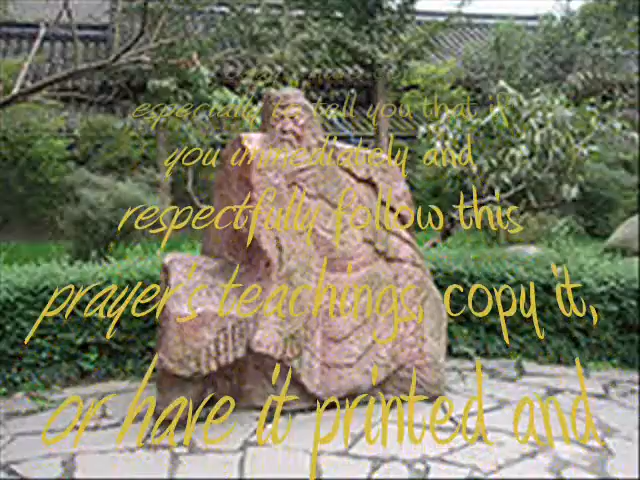 especially to tell you that if
you immediately and
respectfully follow this
prayer's teachings, copy it,
or have it printed and